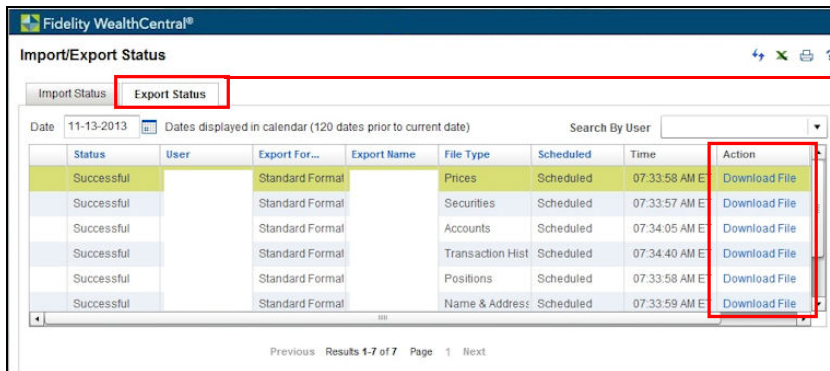 Fidelity WealthCentral®
Import/Export Status
Import Status Export Status
Date 11-13-2013 Dates displayed in calendar (120 dates prior to current date) Search By User
Status User Export For... Export Name File Type Scheduled Time Action
Successful Standard Format Prices Scheduled 07:33:58 AM ET Download File
Successful Standard Format Securities Scheduled 07:33:57 AM ET Download File
Successful Standard Format Accounts Scheduled 07:34:05 AM ET Download File
Successful Standard Format Transaction Hist Scheduled 07:34:40 AM ET Download File
Successful Standard Format Positions Scheduled 07:33:58 AM ET Download File
Successful Standard Format Name & Address Scheduled 07:33:59 AM ET Download File
Previous Results 1-7 of 7 Page 1 Next